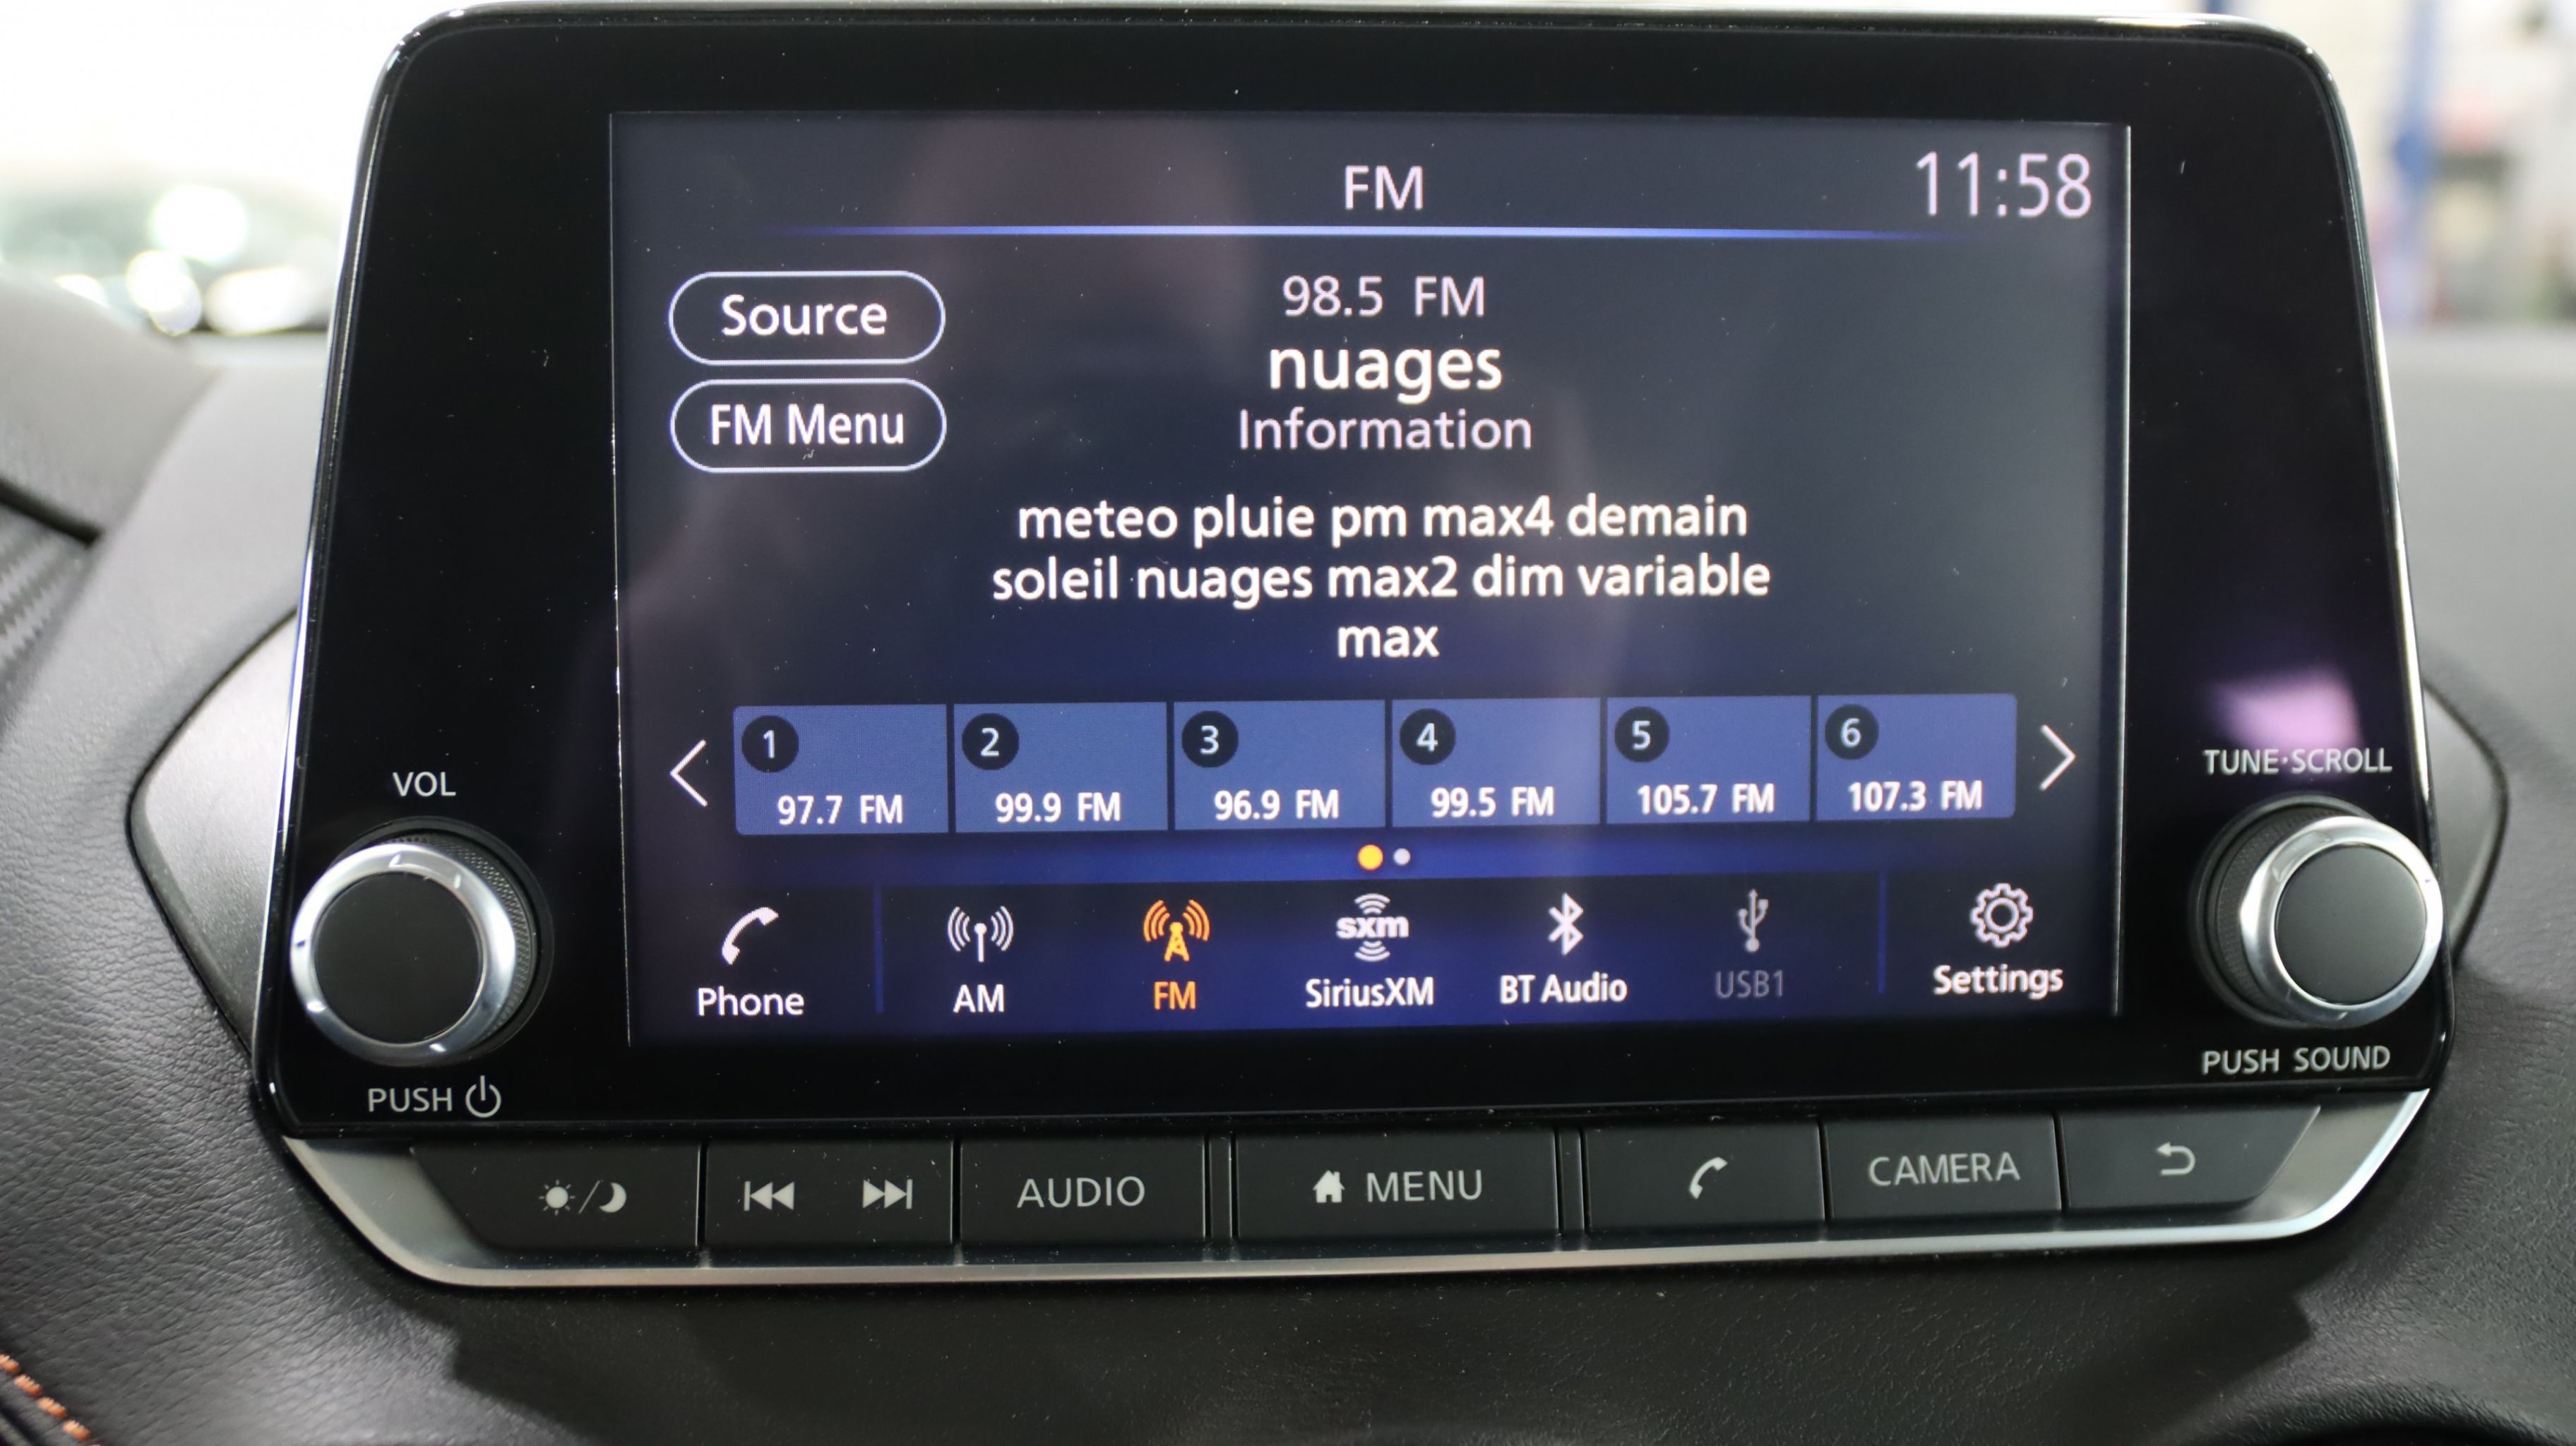 FM
11:58
Source
98.5 FM
nuages
FM Menu
Information
meteo pluie pm max4 demain
soleil nuages max2 dim variable
max
1
2
3
4
5
6
97.7 FM
99.9 FM
96.9 FM
99.5 FM
105.7 FM
107.3 FM
VOL
TUNE·SCROLL
sxm
Phone
AM
FM
SiriusXM
BT Audio
USB1
Settings
PUSH
PUSH SOUND
AUDIO
MENU
CAMERA